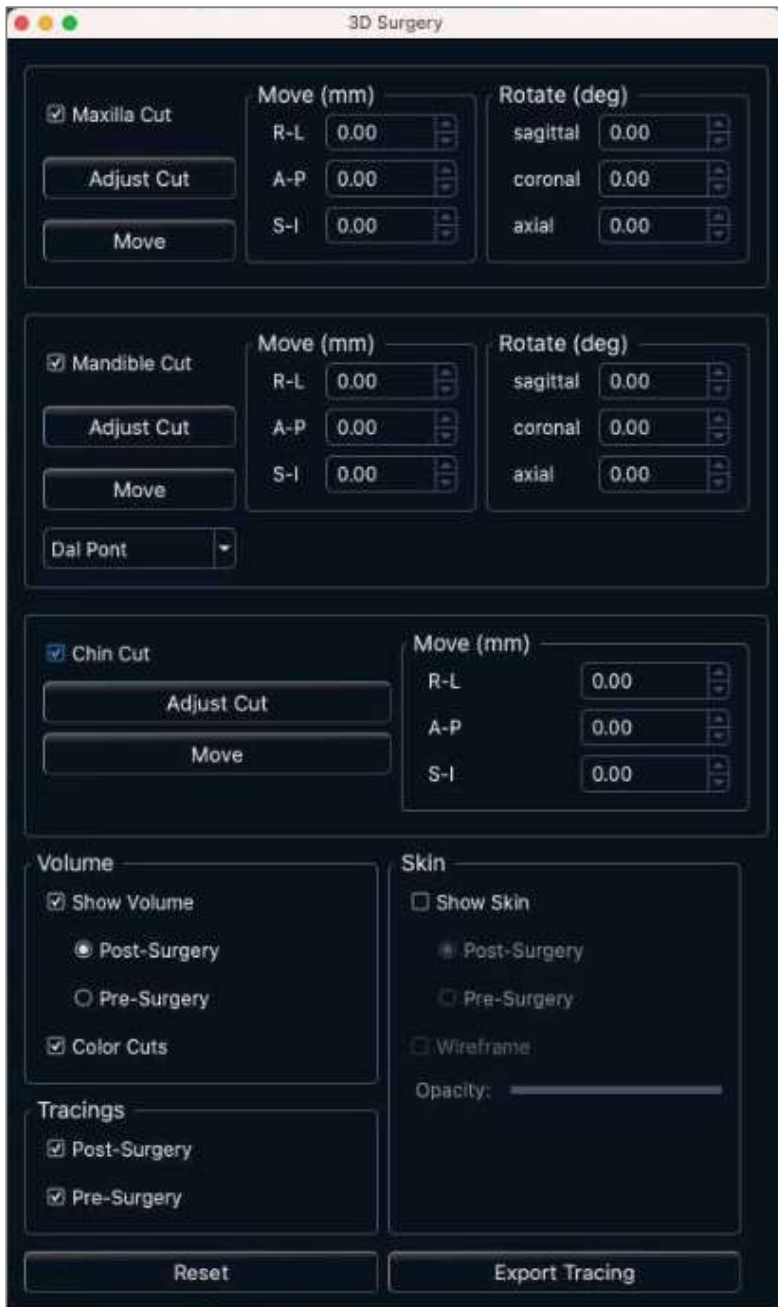 3D Surgery
Maxilla Cut
Adjust Cut
Move
Move (mm)
R-L 0.00
A-P 0.00
S-I 0.00
Rotate (deg)
sagittal 0.00
coronal 0.00
axial 0.00
Mandible Cut
Adjust Cut
Move
Dal Pont
Move (mm)
R-L 0.00
A-P 0.00
S-I 0.00
Rotate (deg)
sagittal 0.00
coronal 0.00
axial 0.00
Chin Cut
Adjust Cut
Move
Move (mm)
R-L 0.00
A-P 0.00
S-I 0.00
Volume
Show Volume
Post-Surgery
Pre-Surgery
Color Cuts
Skin
Show Skin
Post-Surgery
Pre-Surgery
Wireframe
Opacity:
Tracings
Post-Surgery
Pre-Surgery
Reset
Export Tracing